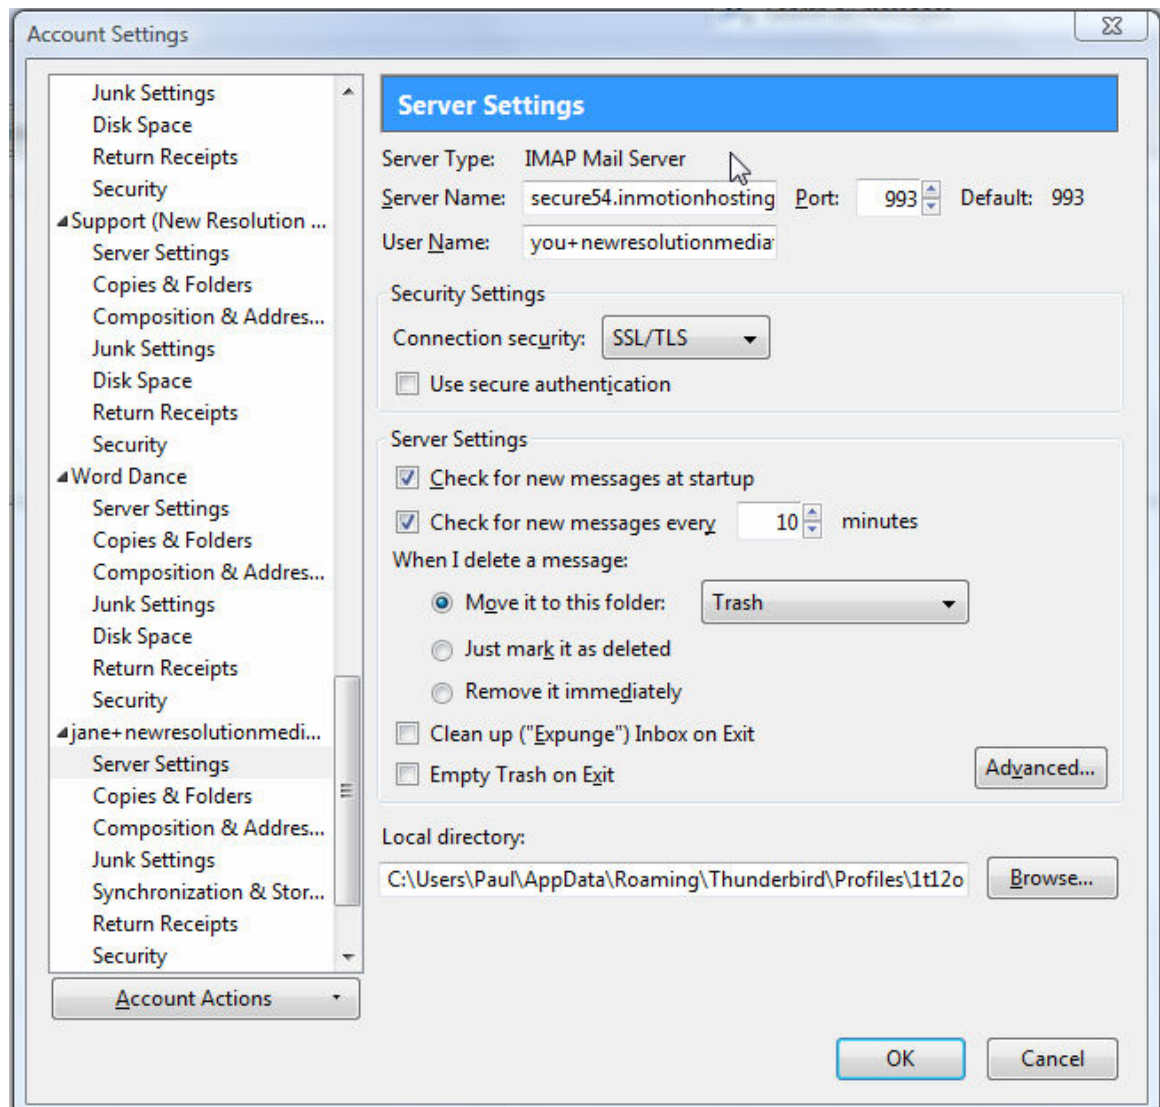 Account Settings
Junk Settings
Disk Space
Return Receipts
Security
Support (New Resolution ...
Server Settings
Copies & Folders
Composition & Addres...
Junk Settings
Disk Space
Return Receipts
Security
Word Dance
Server Settings
Copies & Folders
Composition & Addres...
Junk Settings
Disk Space
Return Receipts
Security
jane+newresolutionmedi...
Server Settings
Copies & Folders
Composition & Addres...
Junk Settings
Synchronization & Stor...
Return Receipts
Security
Account Actions
Server Settings
Server Type: IMAP Mail Server
Server Name: secure54.inmotionhosting Port: 993 Default: 993
User Name: you+newresolutionmedia
Security Settings
Connection security: SSL/TLS
Use secure authentication
Server Settings
Check for new messages at startup
Check for new messages every 10 minutes
When I delete a message:
Move it to this folder: Trash
Just mark it as deleted
Remove it immediately
Clean up ("Expunge") Inbox on Exit
Empty Trash on Exit
Advanced...
Local directory:
C:\Users\Paul\AppData\Roaming\Thunderbird\Profiles\1t12o Browse...
OK Cancel